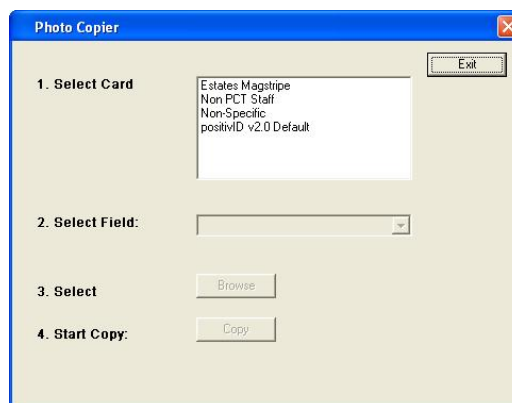 Photo Copier
Exit
1. Select Card
Estates Magstripe
Non PCT Staff
Non-Specific
positivID v2.0 Default
2. Select Field:
3. Select
Browse
4. Start Copy:
Copy